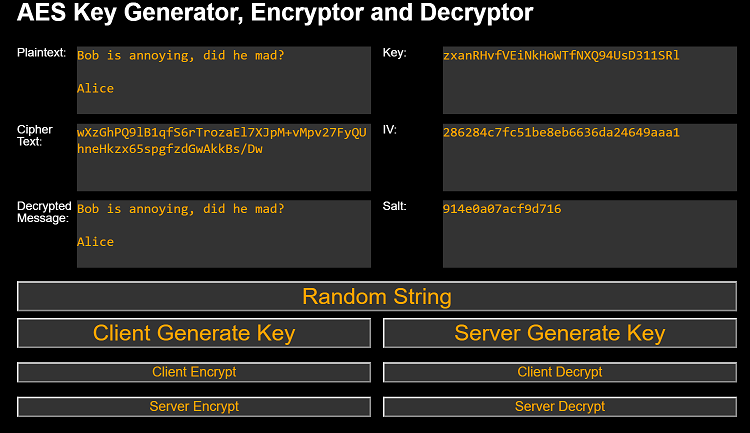 AES Key Generator, Encryptor and Decryptor
Plaintext:
Bob is annoying, did he mad?
Alice
Key:
zxanRHvfVEiNkHoWTfNXQ94UsD311SRl
Cipher
Text:
wXzGhPQ9lB1qfS6rTrozaEl7XJpM+vMpv27FyQU
hneHkzx65spgfzdGwAkkBs/Dw
IV:
286284c7fc51be8eb6636da24649aaa1
Decrypted
Message:
Bob is annoying, did he mad?
Alice
Salt:
914e0a07acf9d716
Random String
Client Generate Key
Server Generate Key
Client Encrypt
Client Decrypt
Server Encrypt
Server Decrypt